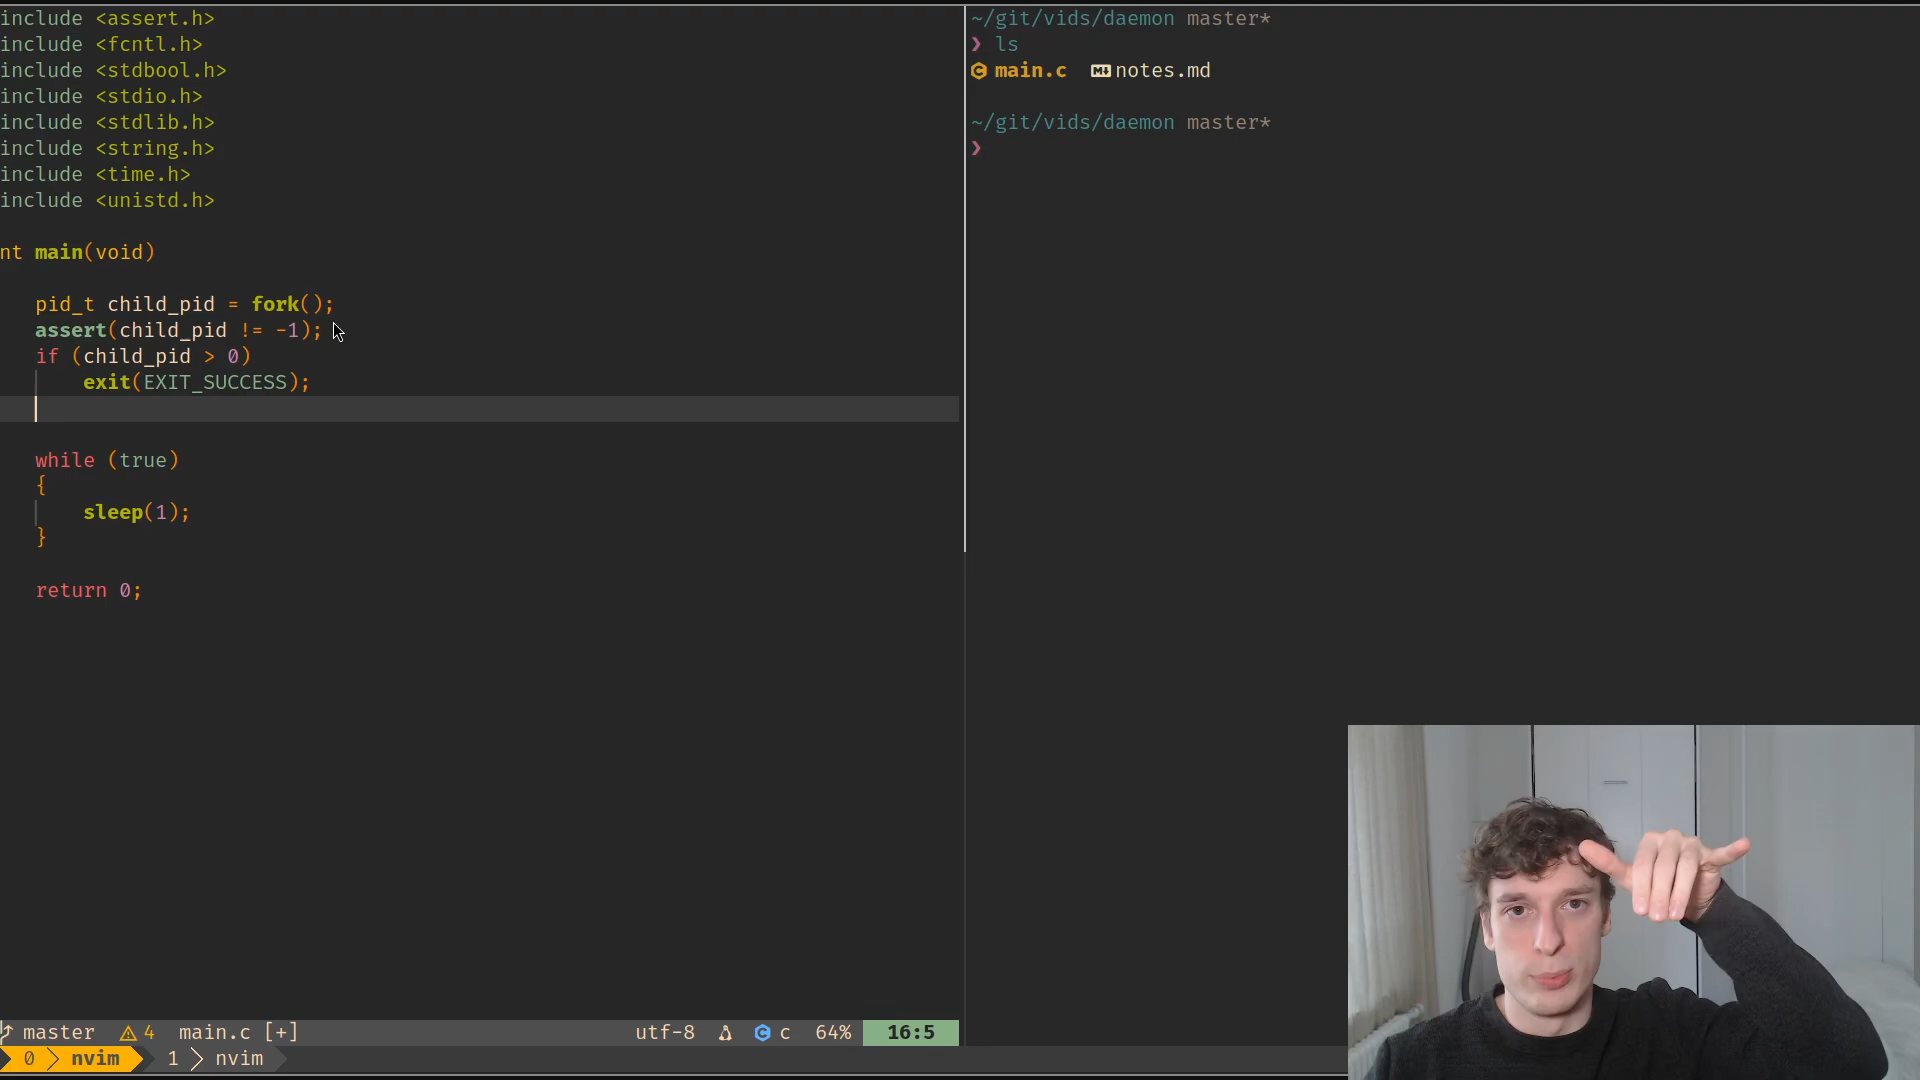 include <assert.h>
include <fcntl.h>
include <stdbool.h>
include <stdio.h>
include <stdlib.h>
include <string.h>
include <time.h>
include <unistd.h>
nt main(void)
pid_t child_pid = fork();
assert(child_pid != -1);
if (child_pid > 0)
exit(EXIT_SUCCESS);
while (true)
{
sleep(1);
}
return 0;
master 4 main.c [+] utf-8 c 64% 16:5
0 nvim 1 nvim
~/git/vids/daemon master*
❯ ls
main.c notes.md
~/git/vids/daemon master*
❯